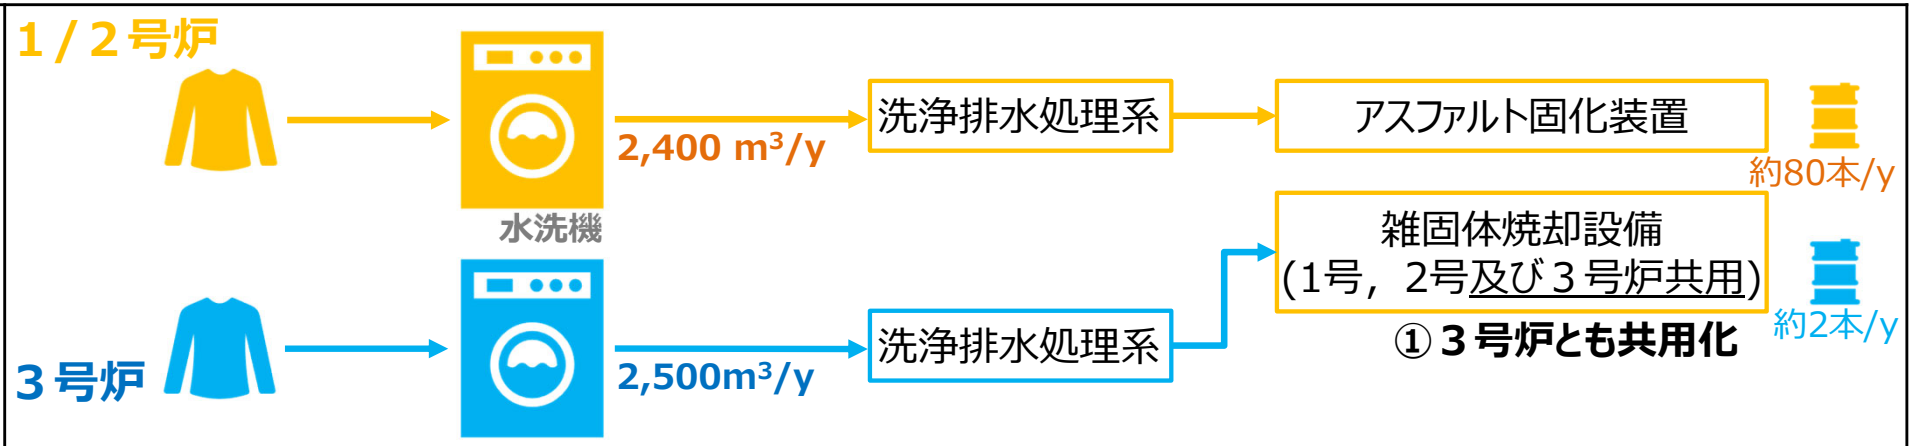 １/２号炉
水洗機
2,400 m³/y
洗浄排水処理系
アスファルト固化装置
約80本/y
３号炉
2,500m³/y
洗浄排水処理系
雑固体焼却設備
(1号，2号及び３号炉共用)
①３号炉とも共用化
約2本/y